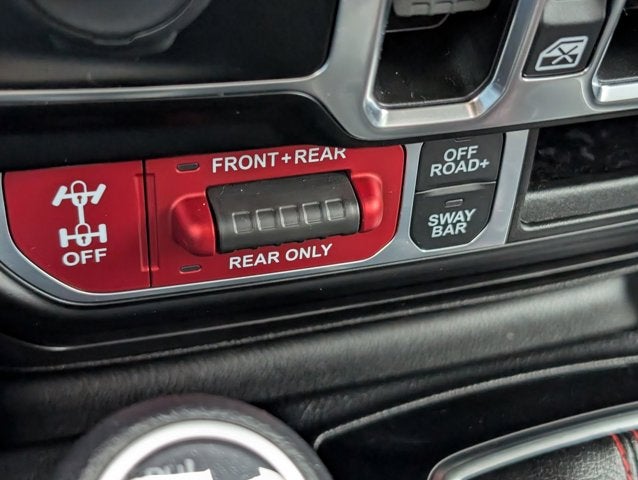 FRONT+REAR
OFF
REAR ONLY
OFF
ROAD+
SWAY
BAR